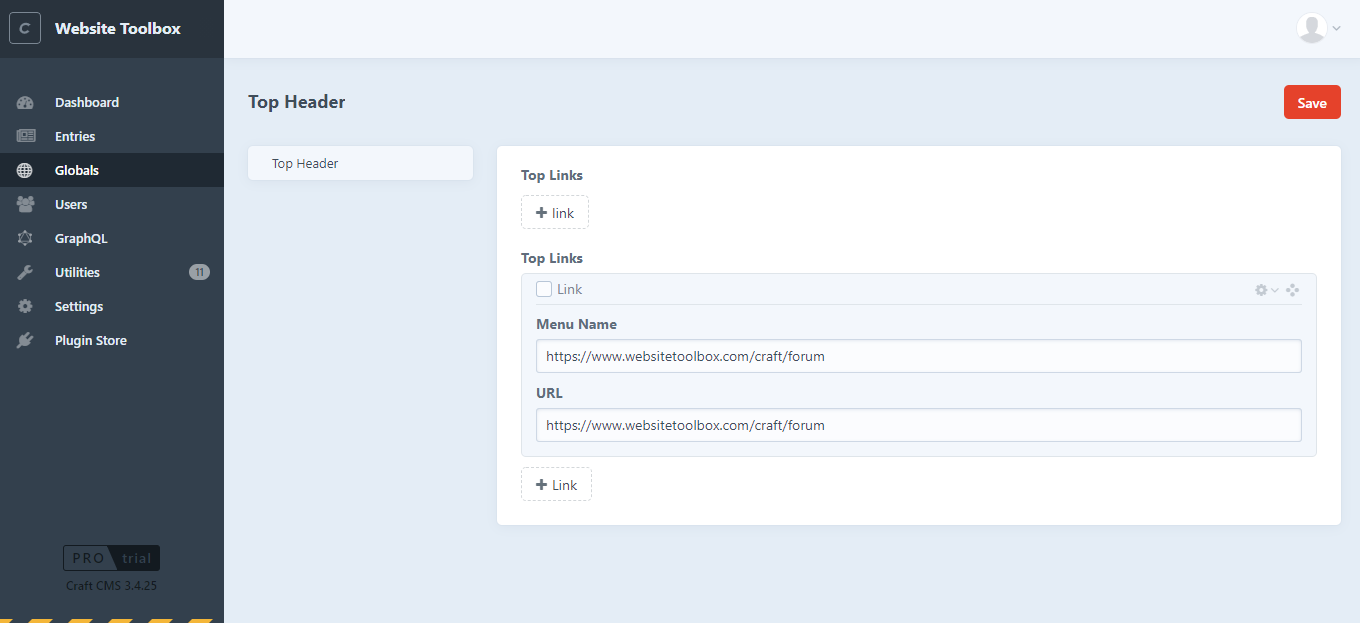 C Website Toolbox
Dashboard
Entries
Globals
Users
GraphQL
Utilities 11
Settings
Plugin Store
PRO trial
Craft CMS 3.4.25
Top Header
Save
Top Header
Top Links
+ link
Top Links
Link
Menu Name
https://www.websitetoolbox.com/craft/forum
URL
https://www.websitetoolbox.com/craft/forum
+ Link